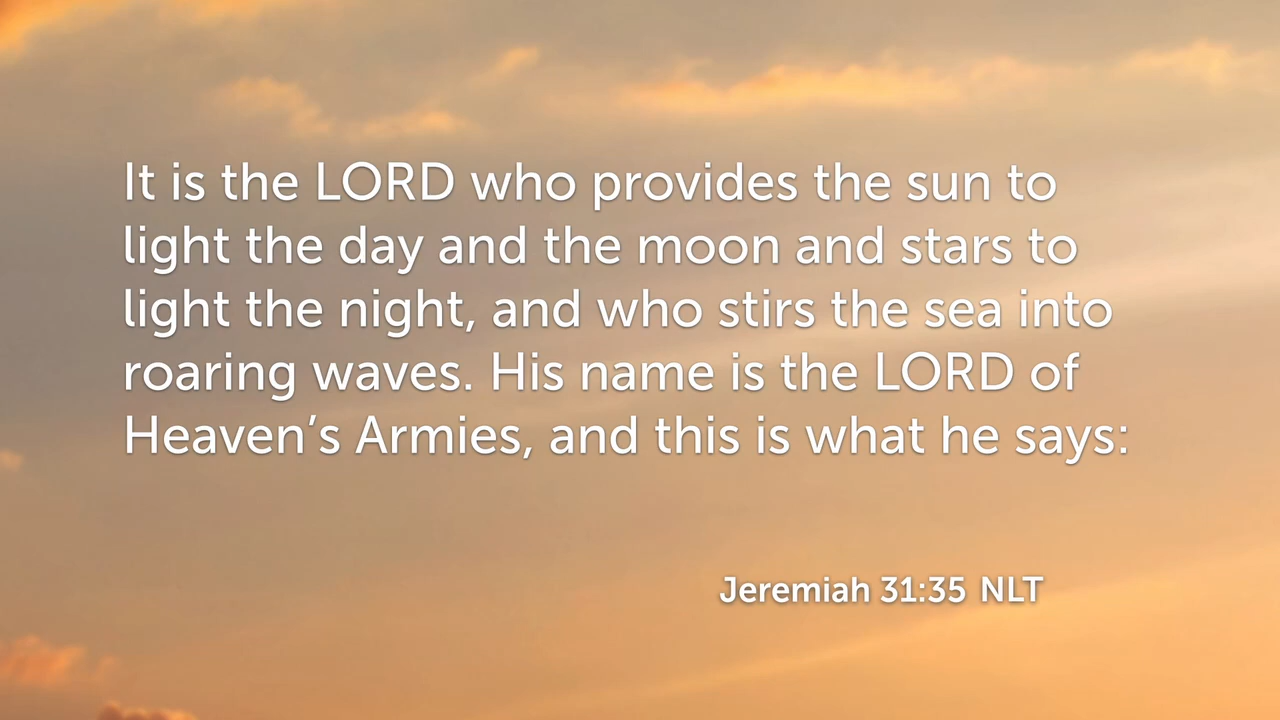 It is the LORD who provides the sun to
light the day and the moon and stars to
light the night, and who stirs the sea into
roaring waves. His name is the LORD of
Heaven’s Armies, and this is what he says:
Jeremiah 31:35 NLT